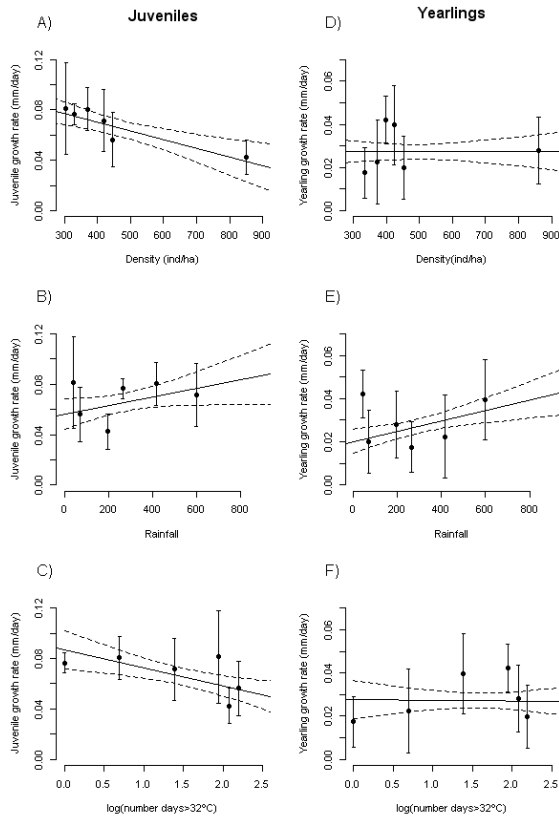 Juveniles
Yearlings
A)
Juvenile growth rate (mm/day)
0.00
0.04
0.08
0.12
300 400 500 600 700 800 900
Density (ind/ha)
D)
Yearling growth rate (mm/day)
0.00
0.02
0.04
0.06
300 400 500 600 700 800 900
Density(ind/ha)
B)
Juvenile growth rate (mm/day)
0.00
0.04
0.08
0.12
0 200 400 600 800
Rainfall
E)
Yearling growth rate (mm/day)
0.00
0.02
0.04
0.06
0 200 400 600 800
Rainfall
C)
Juvenile growth rate (mm/day)
0.00
0.04
0.08
0.12
0.0 0.5 1.0 1.5 2.0 2.5
log(number days>32°C)
F)
Yearling growth rate (mm/day)
0.00
0.02
0.04
0.06
0.0 0.5 1.0 1.5 2.0 2.5
log(number days>32°C)